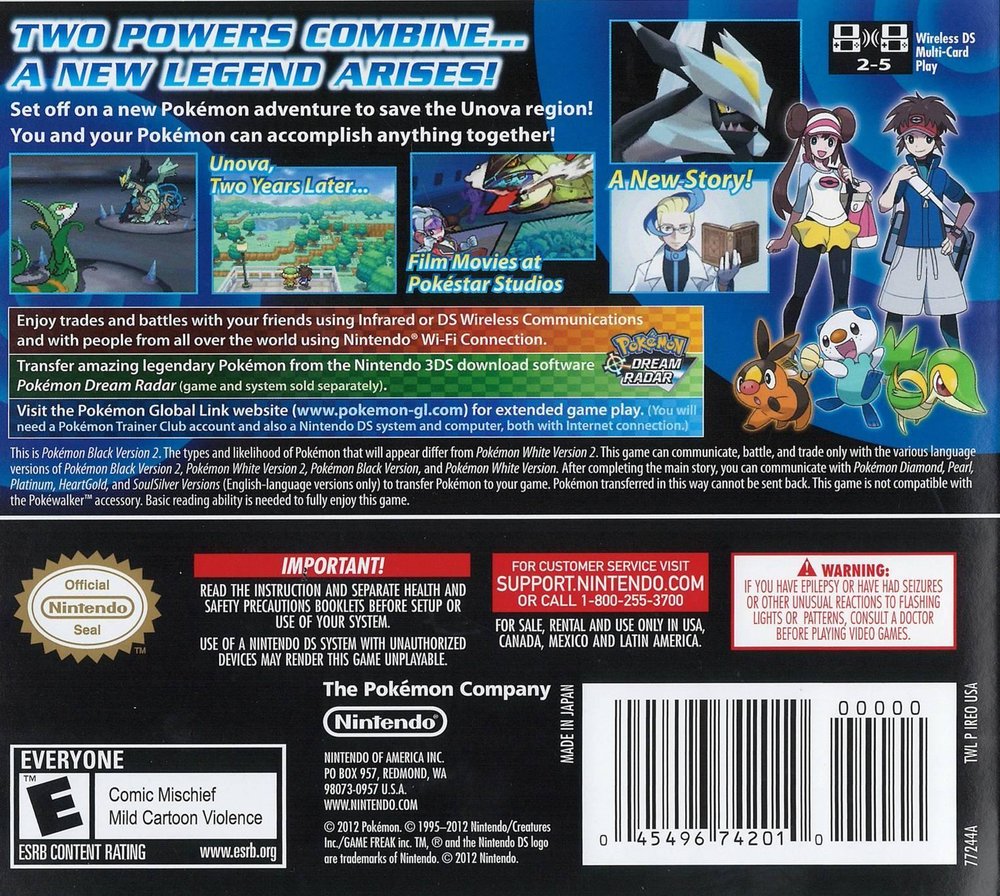 TWO POWERS COMBINE...
A NEW LEGEND ARISES!
Set off on a new Pokémon adventure to save the Unova region!
You and your Pokémon can accomplish anything together!
Wireless DS
Multi-Card
Play
2-5
Unova,
Two Years Later...
Film Movies at
Pokéstar Studios
A New Story!
Enjoy trades and battles with your friends using Infrared or DS Wireless Communications
and with people from all over the world using Nintendo® Wi-Fi Connection.
Transfer amazing legendary Pokémon from the Nintendo 3DS download software
Pokémon Dream Radar (game and system sold separately).
POKéMON
DREAM
RADAR
Visit the Pokémon Global Link website (www.pokemon-gl.com) for extended game play. (You will
need a Pokémon Trainer Club account and also a Nintendo DS system and computer, both with Internet connection.)
This is Pokémon Black Version 2. The types and likelihood of Pokémon that will appear differ from Pokémon White Version 2. This game can communicate, battle, and trade only with the various language
versions of Pokémon Black Version 2, Pokémon White Version 2, Pokémon Black Version, and Pokémon White Version. After completing the main story, you can communicate with Pokémon Diamond, Pearl,
Platinum, HeartGold, and SoulSilver Versions (English-language versions only) to transfer Pokémon to your game. Pokémon transferred in this way cannot be sent back. This game is not compatible with
the Pokéwalker™ accessory. Basic reading ability is needed to fully enjoy this game.
Official
Nintendo
Seal
TM
IMPORTANT!
READ THE INSTRUCTION AND SEPARATE HEALTH AND
SAFETY PRECAUTIONS BOOKLETS BEFORE SETUP OR
USE OF YOUR SYSTEM.
USE OF A NINTENDO DS SYSTEM WITH UNAUTHORIZED
DEVICES MAY RENDER THIS GAME UNPLAYABLE.
FOR CUSTOMER SERVICE VISIT
SUPPORT.NINTENDO.COM
OR CALL 1-800-255-3700
FOR SALE, RENTAL AND USE ONLY IN USA,
CANADA, MEXICO AND LATIN AMERICA.
WARNING:
IF YOU HAVE EPILEPSY OR HAVE HAD SEIZURES
OR OTHER UNUSUAL REACTIONS TO FLASHING
LIGHTS OR PATTERNS, CONSULT A DOCTOR
BEFORE PLAYING VIDEO GAMES.
The Pokémon Company
Nintendo®
NINTENDO OF AMERICA INC.
PO BOX 957, REDMOND, WA
98073-0957 U.S.A.
WWW.NINTENDO.COM
© 2012 Pokémon. © 1995–2012 Nintendo/Creatures
Inc./GAME FREAK inc. TM, ® and the Nintendo DS logo
are trademarks of Nintendo. © 2012 Nintendo.
EVERYONE
TM
E
Comic Mischief
Mild Cartoon Violence
ESRB CONTENT RATING www.esrb.org
MADE IN JAPAN
00000
0 45496 74201 0
TWL P IREO USA
77244A